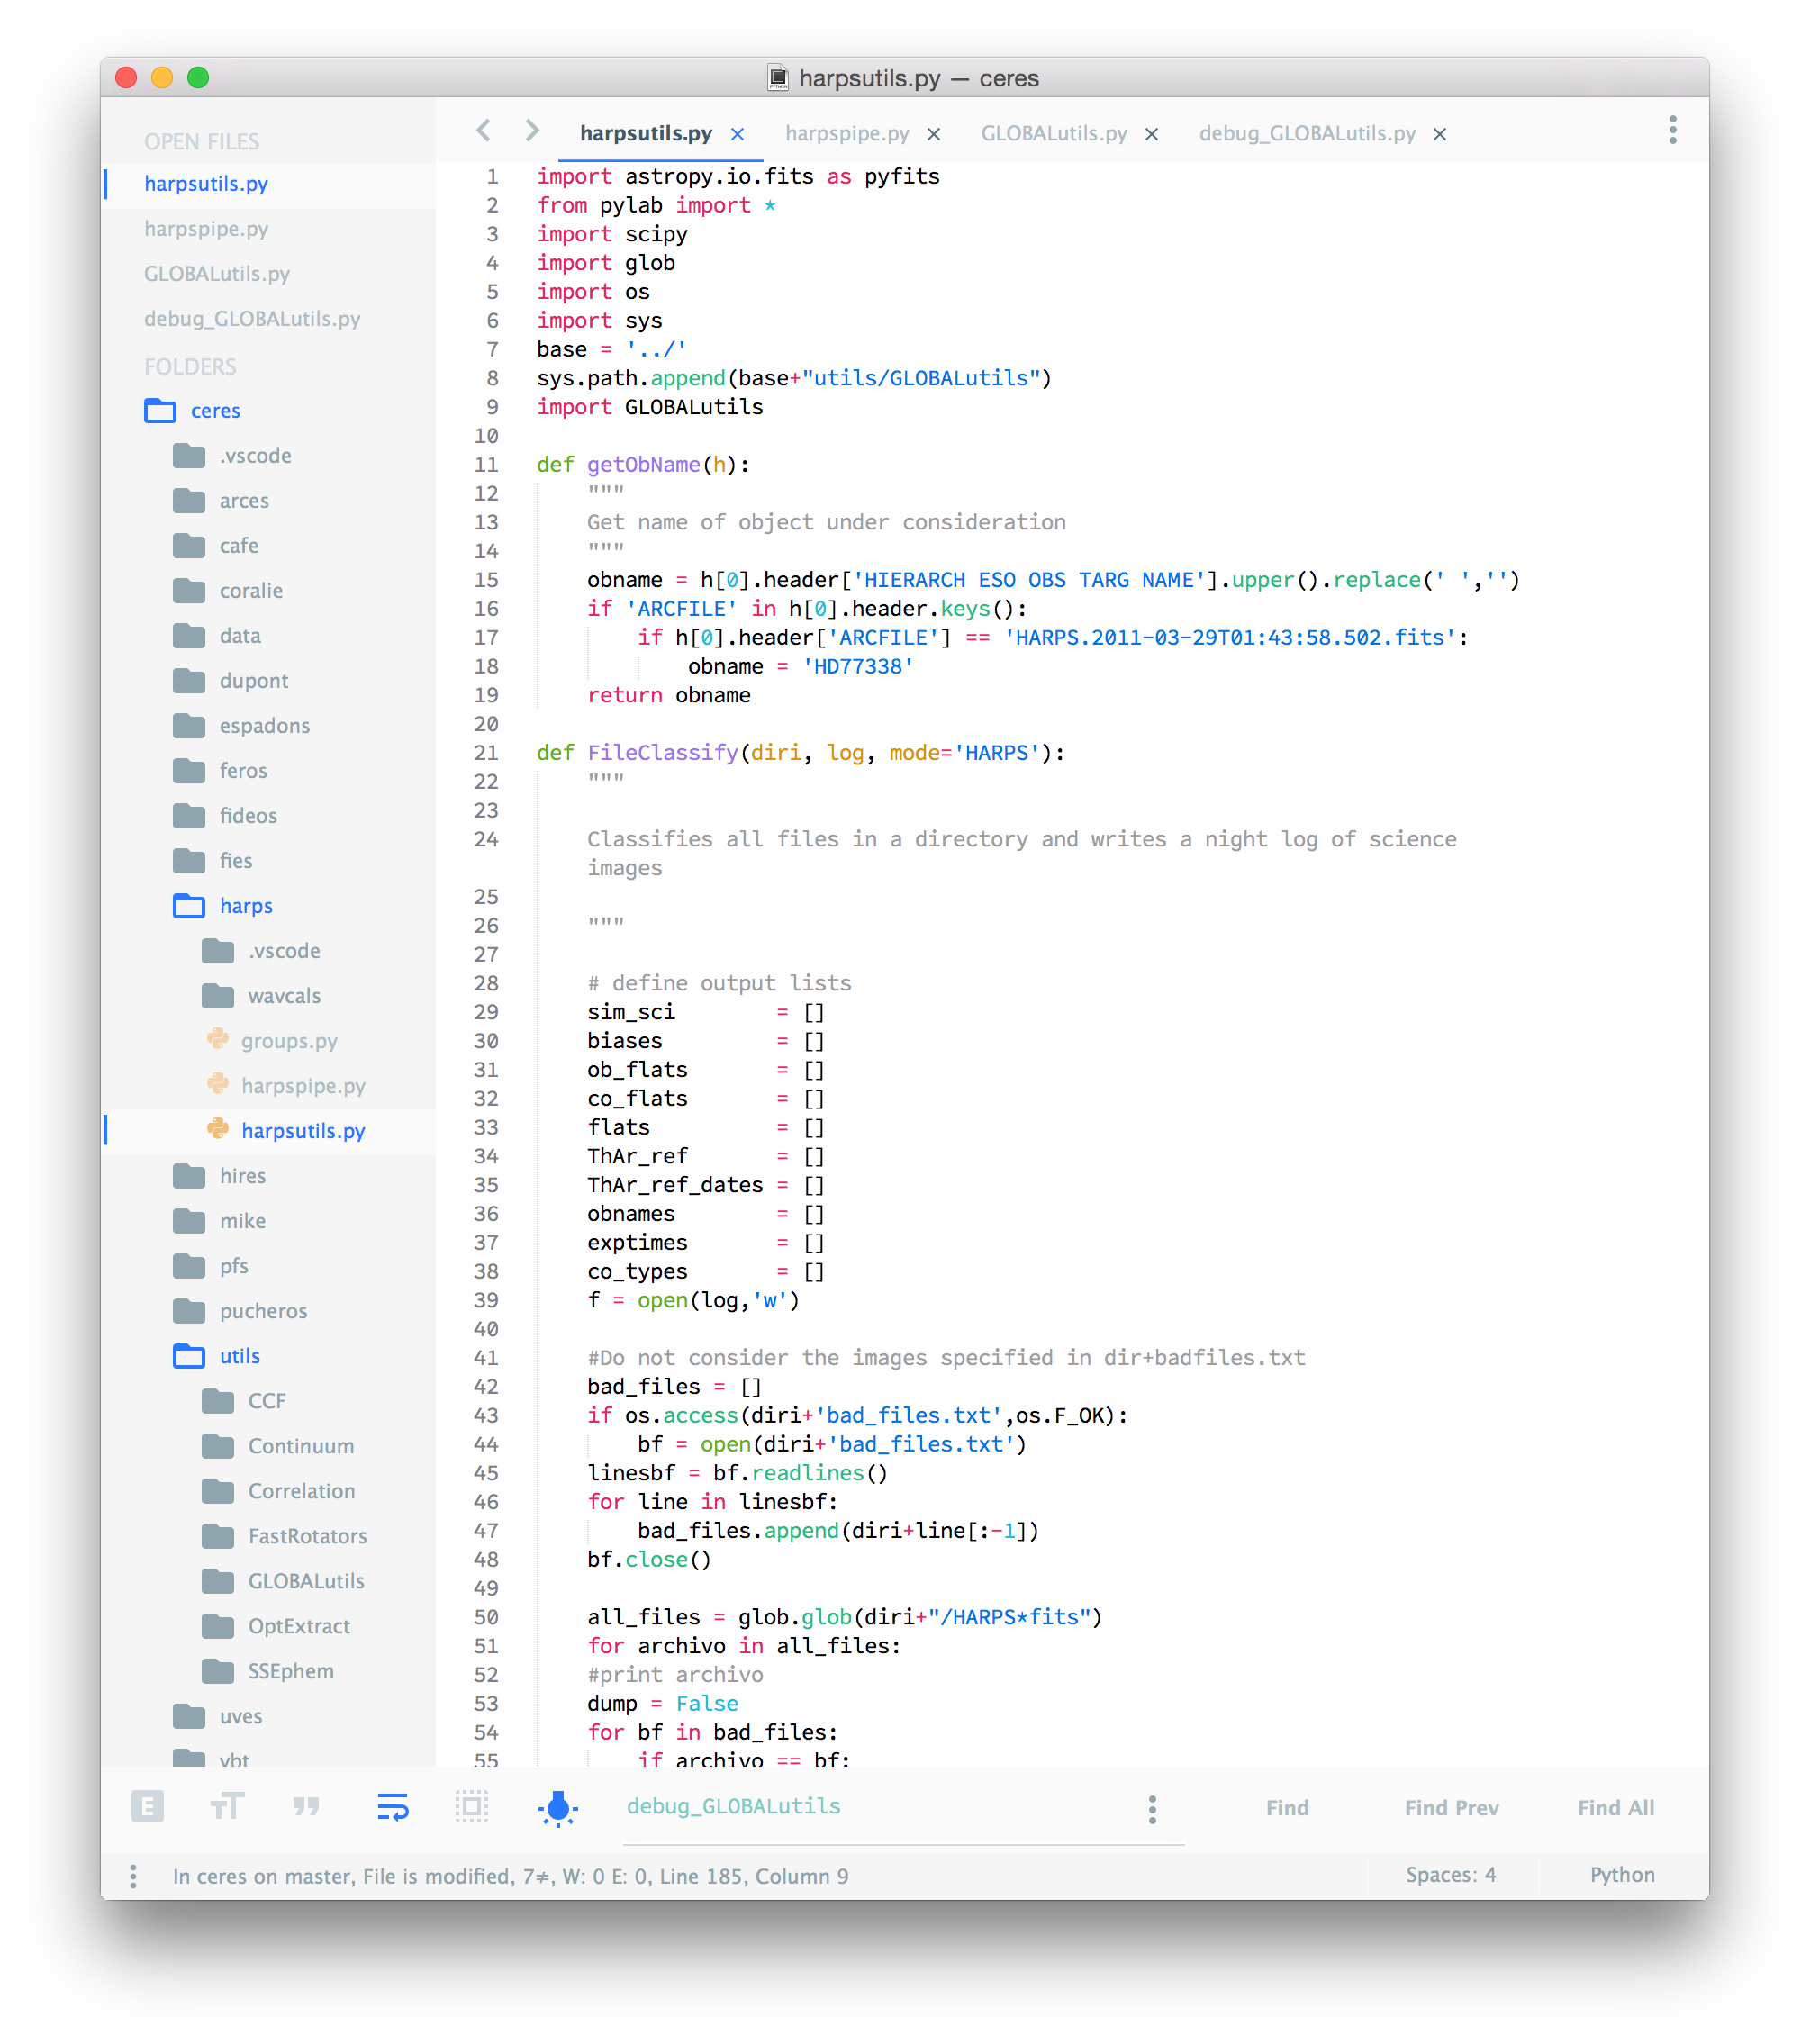 harpsutils.py — ceres
OPEN FILES
harpsutils.py
harpspipe.py
GLOBALutils.py
debug_GLOBALutils.py
FOLDERS
ceres
.vscode
arces
cafe
coralie
data
dupont
espadons
feros
fideos
fies
harps
.vscode
wavcals
groups.py
harpspipe.py
harpsutils.py
hires
mike
pfs
pucheros
utils
CCF
Continuum
Correlation
FastRotators
GLOBALutils
OptExtract
SSEphem
uves
vbt
harpsutils.py × harpspipe.py × GLOBALutils.py × debug_GLOBALutils.py ×
1 import astropy.io.fits as pyfits
2 from pylab import *
3 import scipy
4 import glob
5 import os
6 import sys
7 base = '../'
8 sys.path.append(base+"utils/GLOBALutils")
9 import GLOBALutils
10
11 def getObName(h):
12     """
13     Get name of object under consideration
14     """
15     obname = h[0].header['HIERARCH ESO OBS TARG NAME'].upper().replace(' ','')
16     if 'ARCFILE' in h[0].header.keys():
17         if h[0].header['ARCFILE'] == 'HARPS.2011-03-29T01:43:58.502.fits':
18             obname = 'HD77338'
19     return obname
20
21 def FileClassify(diri, log, mode='HARPS'):
22     """
23
24     Classifies all files in a directory and writes a night log of science
    images
25
26     """
27
28     # define output lists
29     sim_sci        = []
30     biases         = []
31     ob_flats       = []
32     co_flats       = []
33     flats          = []
34     ThAr_ref       = []
35     ThAr_ref_dates = []
36     obnames        = []
37     exptimes       = []
38     co_types       = []
39     f = open(log,'w')
40
41     #Do not consider the images specified in dir+badfiles.txt
42     bad_files = []
43     if os.access(diri+'bad_files.txt',os.F_OK):
44         bf = open(diri+'bad_files.txt')
45     linesbf = bf.readlines()
46     for line in linesbf:
47         bad_files.append(diri+line[:-1])
48     bf.close()
49
50     all_files = glob.glob(diri+"/HARPS*fits")
51     for archivo in all_files:
52     #print archivo
53     dump = False
54     for bf in bad_files:
55         if archivo == bf:
debug_GLOBALutils Find Find Prev Find All
In ceres on master, File is modified, 7≠, W: 0 E: 0, Line 185, Column 9 Spaces: 4 Python